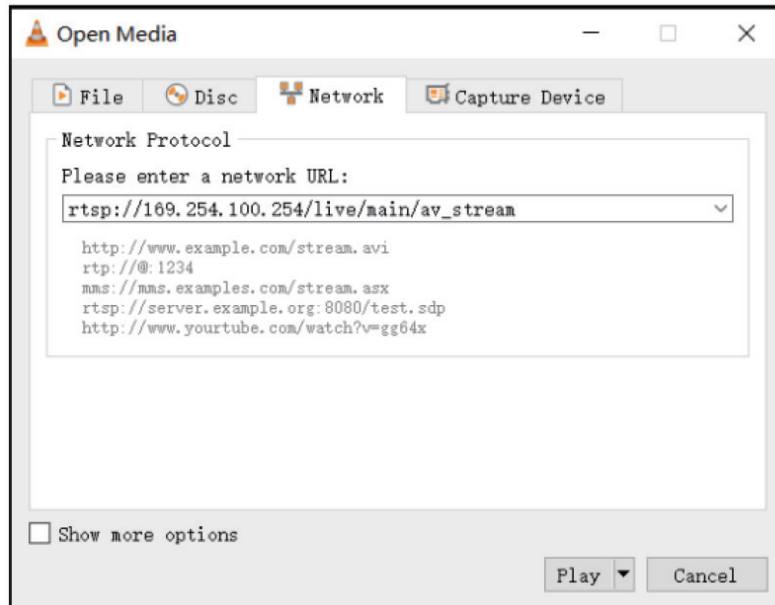 Open Media
File Disc Network Capture Device
Network Protocol
Please enter a network URL:
rtsp://169.254.100.254/live/main/av_stream
http://www.example.com/stream.avi
rtp://@:1234
mms://mms.examples.com/stream.asx
rtsp://server.example.org:8080/test.sdp
http://www.yourtube.com/watch?v=gg64x
Show more options
Play Cancel